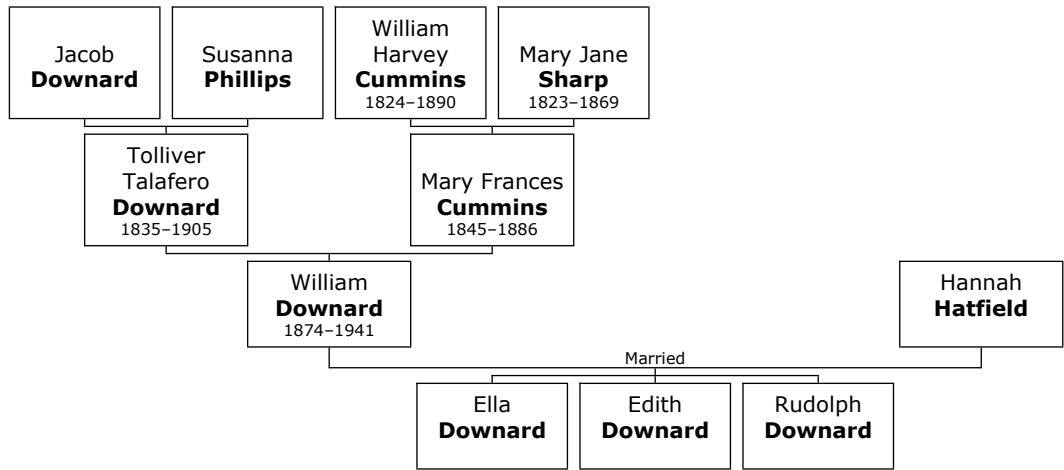 Jacob
Downard
Susanna
Phillips
William
Harvey
Cummins
1824–1890
Mary Jane
Sharp
1823–1869
Tolliver
Talafero
Downard
1835–1905
Mary Frances
Cummins
1845–1886
William
Downard
1874–1941
Hannah
Hatfield
Married
Ella
Downard
Edith
Downard
Rudolph
Downard